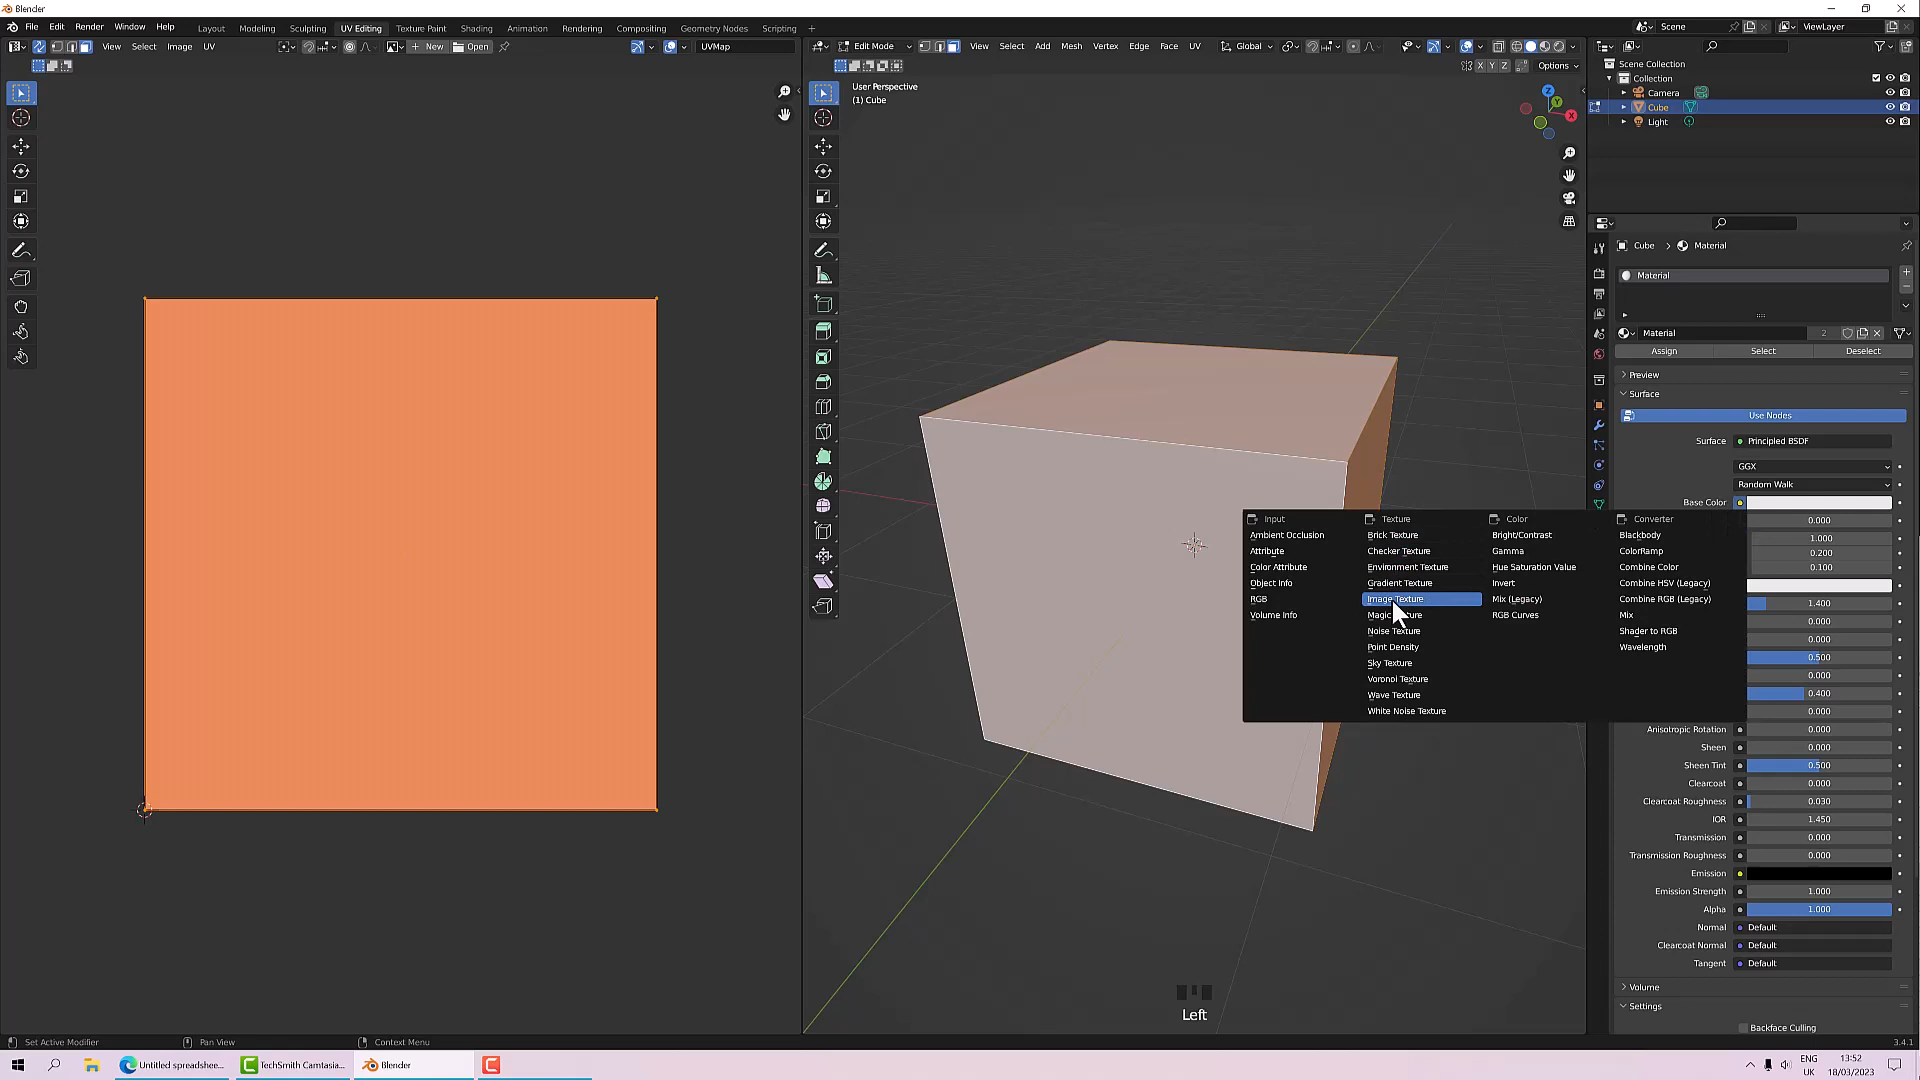 Blender
File Edit Render Window Help Layout Modeling Sculpting UV Editing Texture Paint Shading Animation Rendering Compositing Geometry Nodes Scripting + Scene ViewLayer
View Select Image UV + New Open UVMap Edit Mode View Select Add Mesh Vertex Edge Face UV Global
X Y Z Options
Scene Collection
Collection
Camera
Cube
Light
User Perspective
(1) Cube
Z
Y
X
Cube > Material
Material
Material 2
Assign Select Deselect
Preview
Surface
Use Nodes
Surface Principled BSDF
GGX
Random Walk
Base Color
0.000
1.000
0.200
0.100
1.400
0.000
0.000
0.500
0.000
0.400
0.000
Anisotropic Rotation 0.000
Sheen 0.000
Sheen Tint 0.500
Clearcoat 0.000
Clearcoat Roughness 0.030
IOR 1.450
Transmission 0.000
Transmission Roughness 0.000
Emission
Emission Strength 1.000
Alpha 1.000
Normal Default
Clearcoat Normal Default
Tangent Default
Volume
Settings
Backface Culling
Input
Ambient Occlusion
Attribute
Color Attribute
Object Info
RGB
Volume Info
Texture
Brick Texture
Checker Texture
Environment Texture
Gradient Texture
Image Texture
Magic Texture
Noise Texture
Point Density
Sky Texture
Voronoi Texture
Wave Texture
White Noise Texture
Color
Bright/Contrast
Gamma
Hue Saturation Value
Invert
Mix (Legacy)
RGB Curves
Converter
Blackbody
ColorRamp
Combine Color
Combine HSV (Legacy)
Combine RGB (Legacy)
Mix
Shader to RGB
Wavelength
Left
Set Active Modifier Pan View Context Menu 3.4.1
Untitled spreadshee... TechSmith Camtasia... Blender
ENG
UK
13:52
18/03/2023